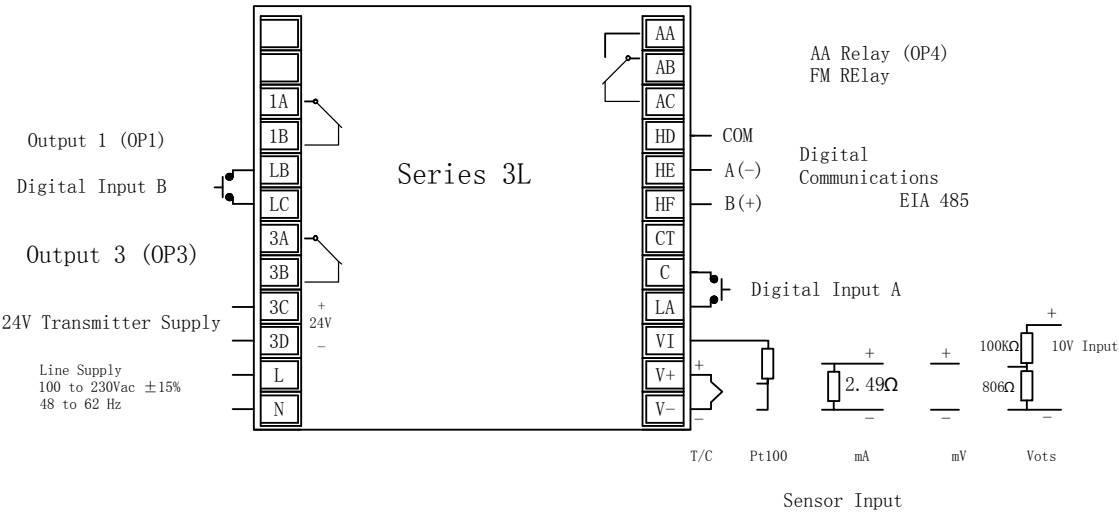 Series 3L
1A
1B
LB
LC
3A
3B
3C
3D
L
N
Output 1 (OP1)
Digital Input B
Output 3 (OP3)
24V Transmitter Supply
+
24V
−
Line Supply
100 to 230Vac ±15%
48 to 62 Hz
AA
AB
AC
HD
HE
HF
CT
C
LA
VI
V+
V−
AA Relay (OP4)
FM RElay
COM
A(−)
B(+)
Digital
Communications
EIA 485
Digital Input A
+
−
+
2.49Ω
−
+
−
+
100KΩ
10V Input
806Ω
−
T/C
Pt100
mA
mV
Vots
Sensor Input